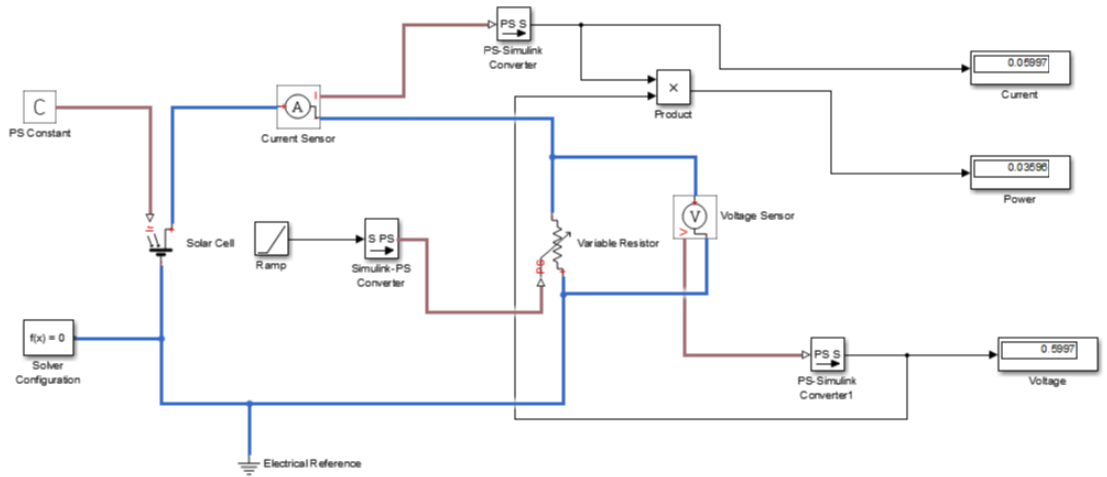 PS S
PS-Simulink
Converter
0.05997
Current
C
PS Constant
I
A
Current Sensor
×
Product
0.03596
Power
Ir
Solar Cell
Ramp
S PS
Simulink-PS
Converter
PS
Variable Resistor
V
V
Voltage Sensor
f(x) = 0
Solver
Configuration
PS S
PS-Simulink
Converter1
0.5997
Voltage
Electrical Reference